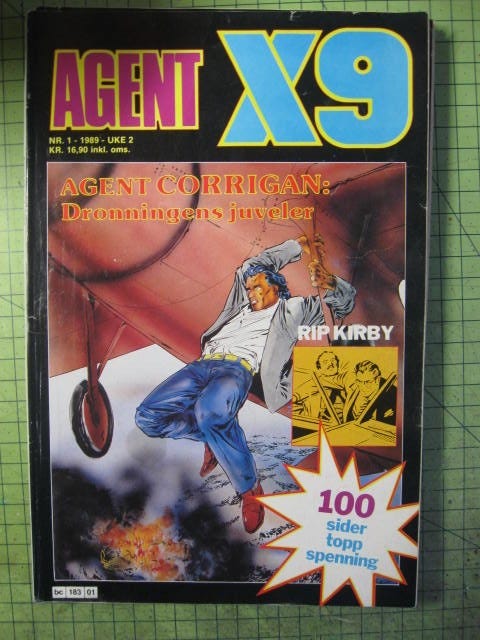 AGENT X9
NR. 1 - 1989 - UKE 2
KR. 16,90 inkl. oms.
AGENT CORRIGAN:
Dronningens juveler
RIP KIRBY
100
sider
topp
spenning
bc 183 01